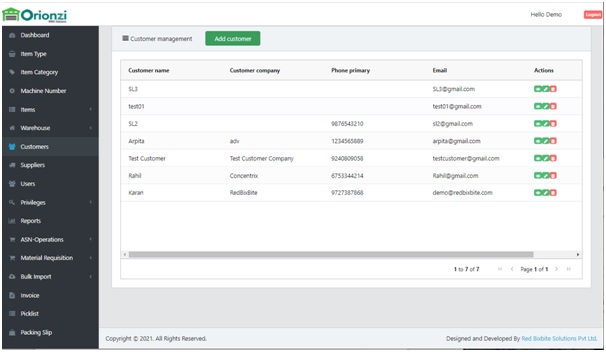 Orionzi
Hello Demo
Logout
Dashboard
Item Type
Item Category
Machine Number
Items
Warehouse
Customers
Suppliers
Users
Privileges
Reports
ASN-Operations
Material Requisition
Bulk Import
Invoice
Picklist
Packing Slip
Customer management
Add customer
Customer name Customer company Phone primary Email Actions
SL3 SL3@gmail.com
test01 test01@gmail.com
SL2 9876543210 sl2@gmail.com
Arpita adv 1234565889 arpita@gmail.com
Test Customer Test Customer Company 9240809058 testcustomer@gmail.com
Rahil Concentrix 6753344214 Rahil@gmail.com
Karan RedBixBite 9727387868 demo@redbixbite.com
1 to 7 of 7 Page 1 of 1
Copyright © 2021. All Rights Reserved.
Designed and Developed By Red Bixbite Solutions Pvt Ltd.